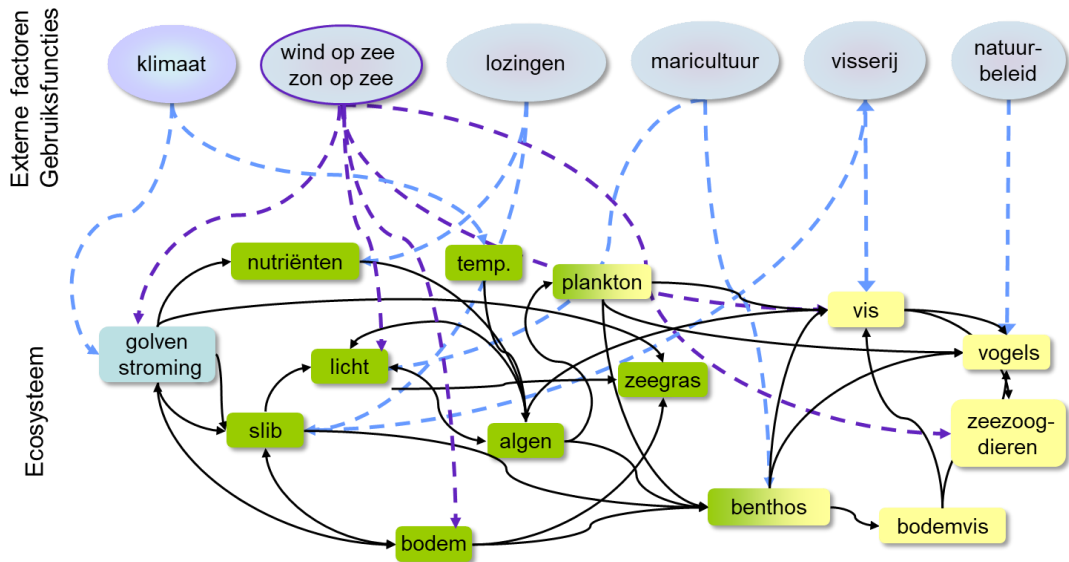 Externe factoren
Gebruiksfuncties
klimaat
wind op zee
zon op zee
lozingen
maricultuur
visserij
natuur-
beleid
Ecosysteem
nutriënten
temp.
plankton
vis
golven
stroming
licht
zeegras
vogels
slib
algen
zeezoog-
dieren
benthos
bodemvis
bodem